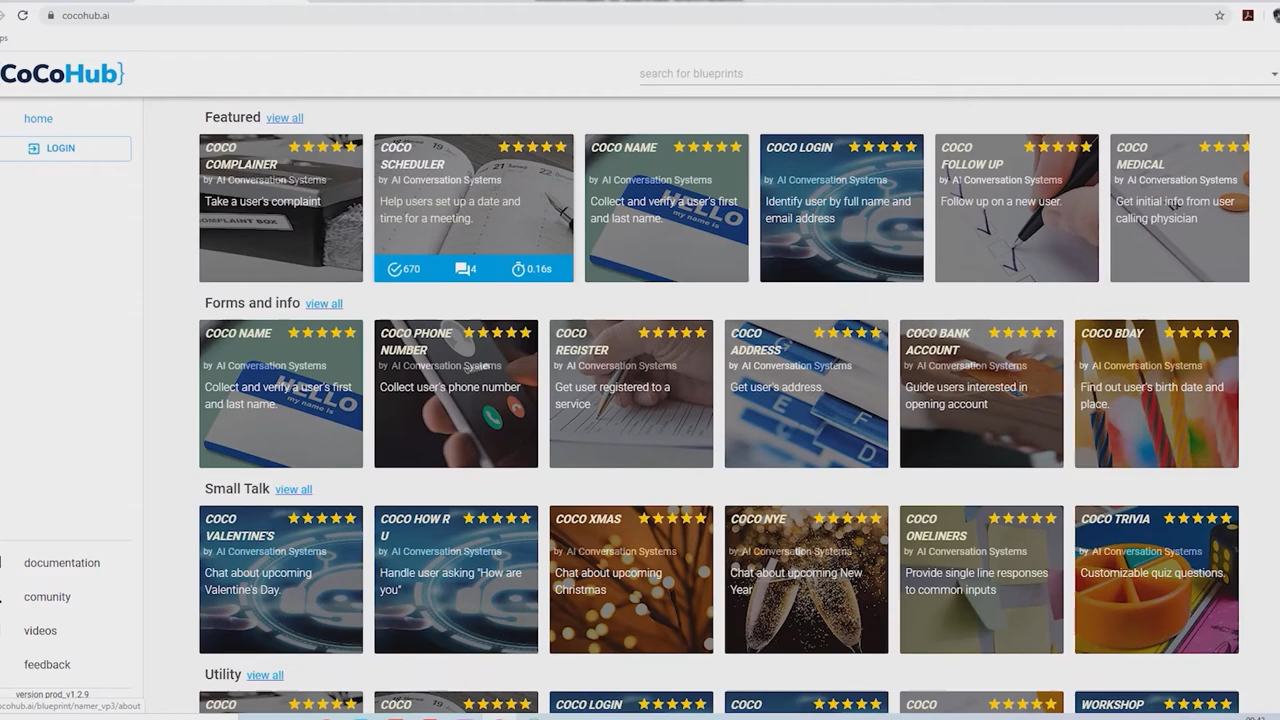 cocohub.ai
ps
CoCoHub}
search for blueprints
home
LOGIN
Featured view all
COCO COMPLAINER
by AI Conversation Systems
Take a user's complaint
COMPLAINT BOX
COCO SCHEDULER
by AI Conversation Systems
Help users set up a date and
time for a meeting.
670 4 0.16s
COCO NAME
by AI Conversation Systems
Collect and verify a user's first
and last name.
HELLO
my name is
COCO LOGIN
by AI Conversation Systems
Identify user by full name and
email address
COCO
FOLLOW UP
by AI Conversation Systems
Follow up on a new user.
COCO
MEDICAL
by AI Conversation Systems
Get initial info from user
calling physician
Forms and info view all
COCO NAME
by AI Conversation Systems
Collect and verify a user's first
and last name.
HELLO
my name is
COCO PHONE
NUMBER
by AI Conversation Systems
Collect user's phone number
COCO
REGISTER
by AI Conversation Systems
Get user registered to a
service
COCO
ADDRESS
by AI Conversation Systems
Get user's address.
E
F
D
COCO BANK
ACCOUNT
by AI Conversation Systems
Guide users interested in
opening account
COCO BDAY
by AI Conversation Systems
Find out user's birth date and
place.
Small Talk view all
COCO
VALENTINE'S
by AI Conversation Systems
Chat about upcoming
Valentine's Day.
COCO HOW R
U
by AI Conversation Systems
Handle user asking "How are
you"
COCO XMAS
by AI Conversation Systems
Chat about upcoming
Christmas
COCO NYE
by AI Conversation Systems
Chat about upcoming New
Year
COCO
ONELINERS
by AI Conversation Systems
Provide single line responses
to common inputs
COCO TRIVIA
by AI Conversation Systems
Customizable quiz questions.
documentation
comunity
videos
feedback
version prod_v1.2.9
cocohub.ai/blueprint/namer_vp3/about
Utility view all
COCO
COCO
COCO LOGIN
COCO
COCO
WORKSHOP